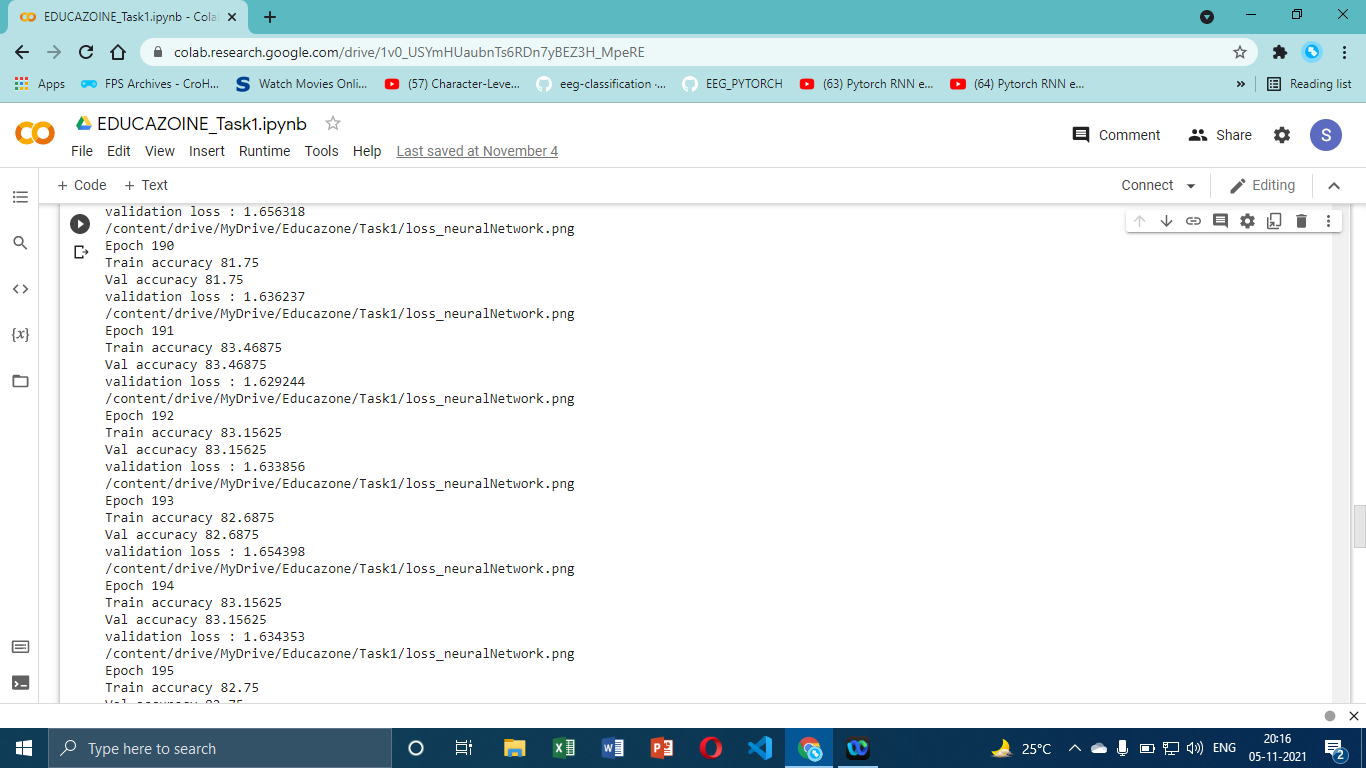 EDUCAZOINE_Task1.ipynb - Cola
colab.research.google.com/drive/1v0_USYmHUaubnTs6RDn7yBEZ3H_MpeRE
Apps FPS Archives - CroH... Watch Movies Onli... (57) Character-Leve... eeg-classification ·... EEG_PYTORCH (63) Pytorch RNN e... (64) Pytorch RNN e... » Reading list
EDUCAZOINE_Task1.ipynb
Comment Share S
File Edit View Insert Runtime Tools Help Last saved at November 4
+ Code + Text Connect Editing
validation loss : 1.656318
/content/drive/MyDrive/Educazone/Task1/loss_neuralNetwork.png
Epoch 190
Train accuracy 81.75
Val accuracy 81.75
validation loss : 1.636237
/content/drive/MyDrive/Educazone/Task1/loss_neuralNetwork.png
Epoch 191
Train accuracy 83.46875
Val accuracy 83.46875
validation loss : 1.629244
/content/drive/MyDrive/Educazone/Task1/loss_neuralNetwork.png
Epoch 192
Train accuracy 83.15625
Val accuracy 83.15625
validation loss : 1.633856
/content/drive/MyDrive/Educazone/Task1/loss_neuralNetwork.png
Epoch 193
Train accuracy 82.6875
Val accuracy 82.6875
validation loss : 1.654398
/content/drive/MyDrive/Educazone/Task1/loss_neuralNetwork.png
Epoch 194
Train accuracy 83.15625
Val accuracy 83.15625
validation loss : 1.634353
/content/drive/MyDrive/Educazone/Task1/loss_neuralNetwork.png
Epoch 195
Train accuracy 82.75
Val accuracy 82.75
Type here to search
25°C
ENG
20:16
05-11-2021
2